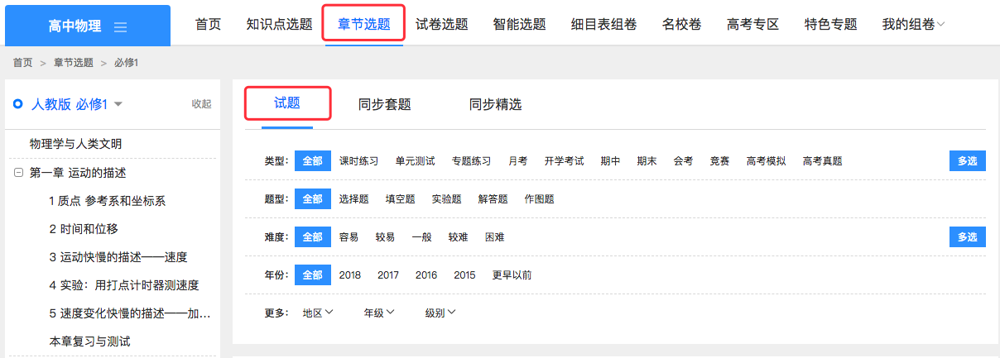 高中物理 首页 知识点选题 章节选题 试卷选题 智能选题 细目表组卷 名校卷 高考专区 特色专题 我的组卷
首页 > 章节选题 > 必修1
人教版 必修1 收起
物理学与人类文明
第一章 运动的描述
1 质点 参考系和坐标系
2 时间和位移
3 运动快慢的描述——速度
4 实验：用打点计时器测速度
5 速度变化快慢的描述——加...
本章复习与测试
试题 同步套题 同步精选
类型: 全部 课时练习 单元测试 专题练习 月考 开学考试 期中 期末 会考 竞赛 高考模拟 高考真题 多选
题型: 全部 选择题 填空题 实验题 解答题 作图题
难度: 全部 容易 较易 一般 较难 困难 多选
年份: 全部 2018 2017 2016 2015 更早以前
更多: 地区 年级 级别